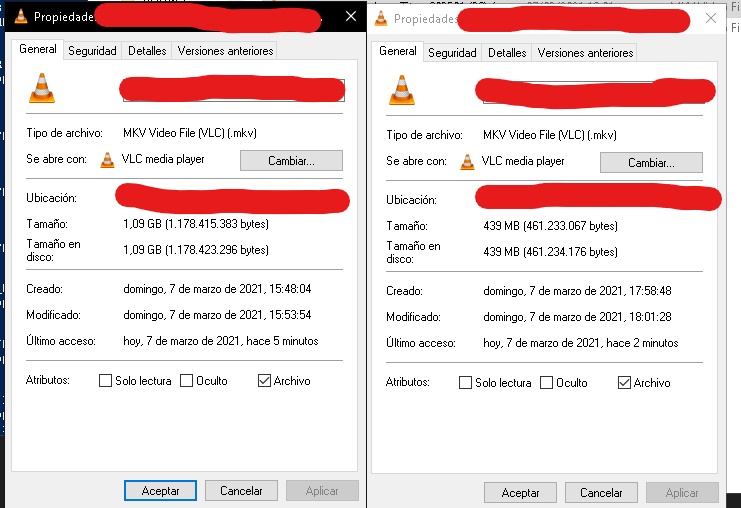 Propiedades
General Seguridad Detalles Versiones anteriores
Tipo de archivo: MKV Video File (VLC) (.mkv)
Se abre con: VLC media player Cambiar...
Ubicación:
Tamaño: 1,09 GB (1.178.415.383 bytes)
Tamaño en disco: 1,09 GB (1.178.423.296 bytes)
Creado: domingo, 7 de marzo de 2021, 15:48:04
Modificado: domingo, 7 de marzo de 2021, 15:53:54
Último acceso: hoy, 7 de marzo de 2021, hace 5 minutos
Atributos: Solo lectura Oculto Archivo
Aceptar Cancelar Aplicar
Propiedades:
General Seguridad Detalles Versiones anteriores
Tipo de archivo: MKV Video File (VLC) (.mkv)
Se abre con: VLC media player Cambiar...
Ubicación:
Tamaño: 439 MB (461.233.067 bytes)
Tamaño en disco: 439 MB (461.234.176 bytes)
Creado: domingo, 7 de marzo de 2021, 17:58:48
Modificado: domingo, 7 de marzo de 2021, 18:01:28
Último acceso: hoy, 7 de marzo de 2021, hace 2 minutos
Atributos: Solo lectura Oculto Archivo
Aceptar Cancelar Aplicar